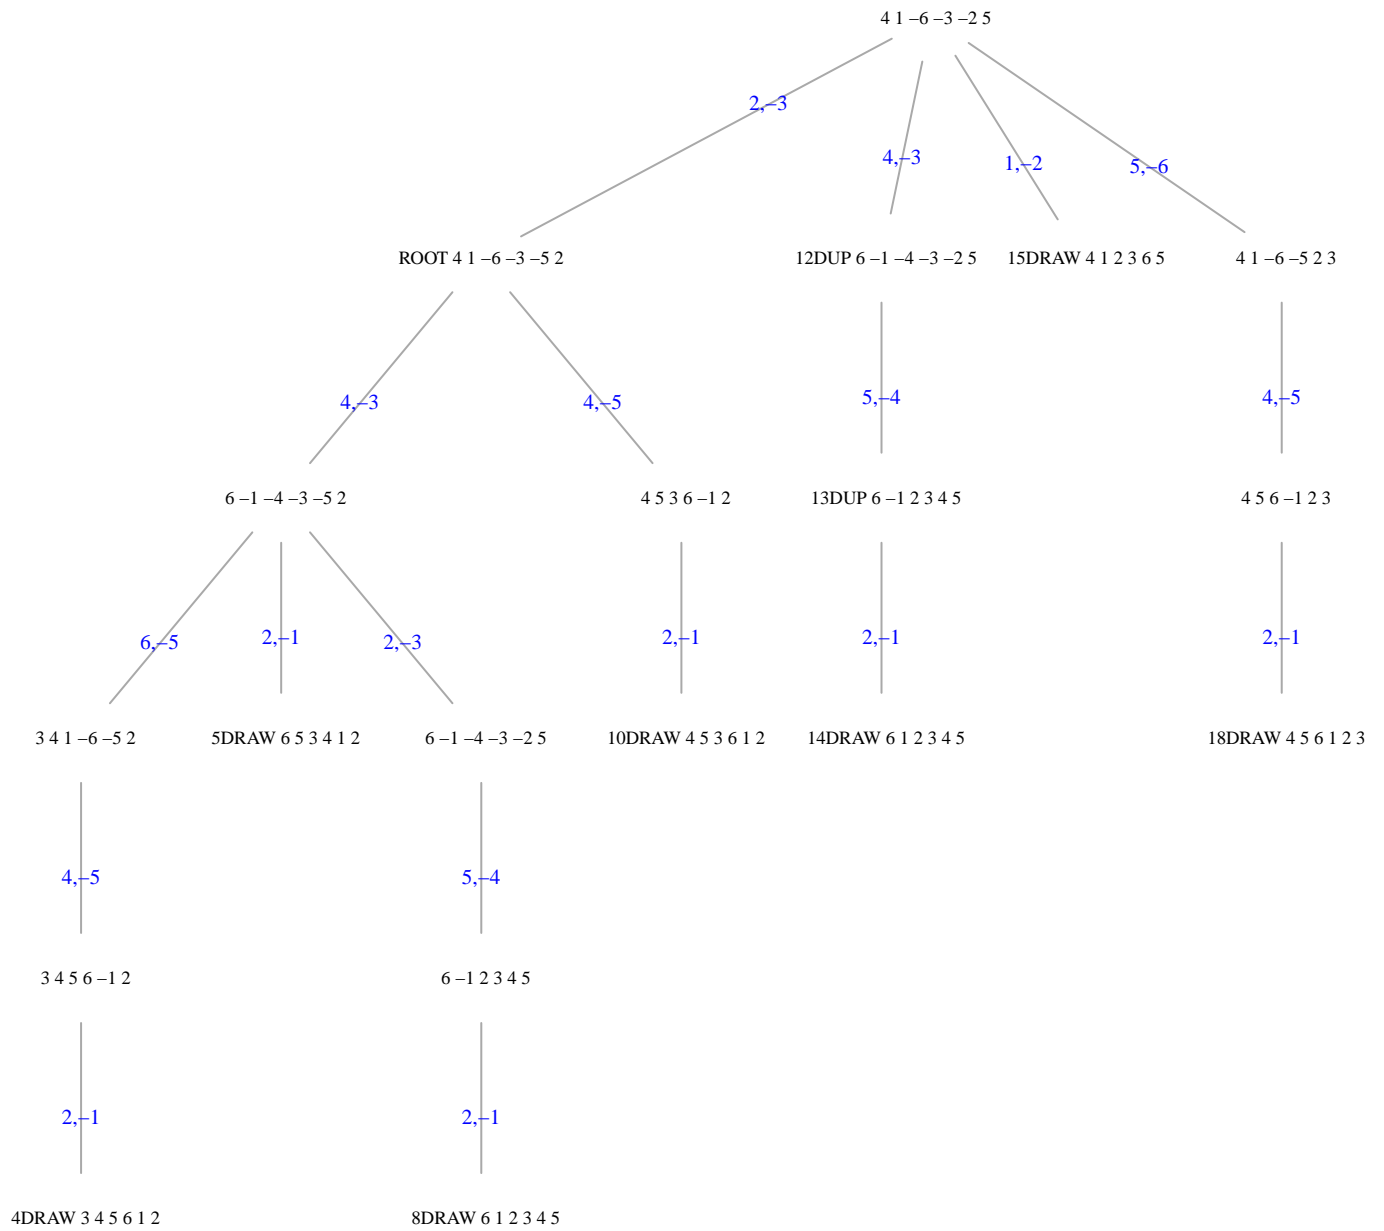 4 1 –6 –3 –2 5
2,–3
4,–3
1,–2
5,–6
ROOT 4 1 –6 –3 –5 2
12DUP 6 –1 –4 –3 –2 5
15DRAW 4 1 2 3 6 5
4 1 –6 –5 2 3
4,–3
4,–5
5,–4
4,–5
6 –1 –4 –3 –5 2
4 5 3 6 –1 2
13DUP 6 –1 2 3 4 5
4 5 6 –1 2 3
6,–5
2,–1
2,–3
2,–1
2,–1
2,–1
3 4 1 –6 –5 2
5DRAW 6 5 3 4 1 2
6 –1 –4 –3 –2 5
10DRAW 4 5 3 6 1 2
14DRAW 6 1 2 3 4 5
18DRAW 4 5 6 1 2 3
4,–5
5,–4
3 4 5 6 –1 2
6 –1 2 3 4 5
2,–1
2,–1
4DRAW 3 4 5 6 1 2
8DRAW 6 1 2 3 4 5